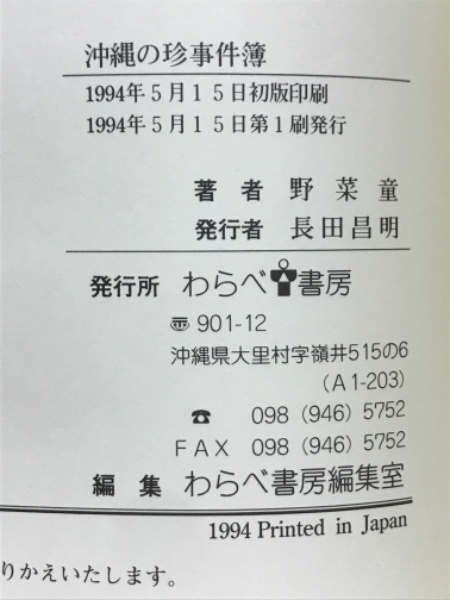 沖縄の珍事件簿
1994年5月15日初版印刷
1994年5月15日第1刷発行
著者 野菜童
発行者 長田昌明
発行所 わらべ書房
〠 901-12
沖縄県大里村字嶺井515の6
(A1-203)
☎ 098 (946) 5752
FAX 098 (946) 5752
編集 わらべ書房編集室
1994 Printed in Japan
りかえいたします。